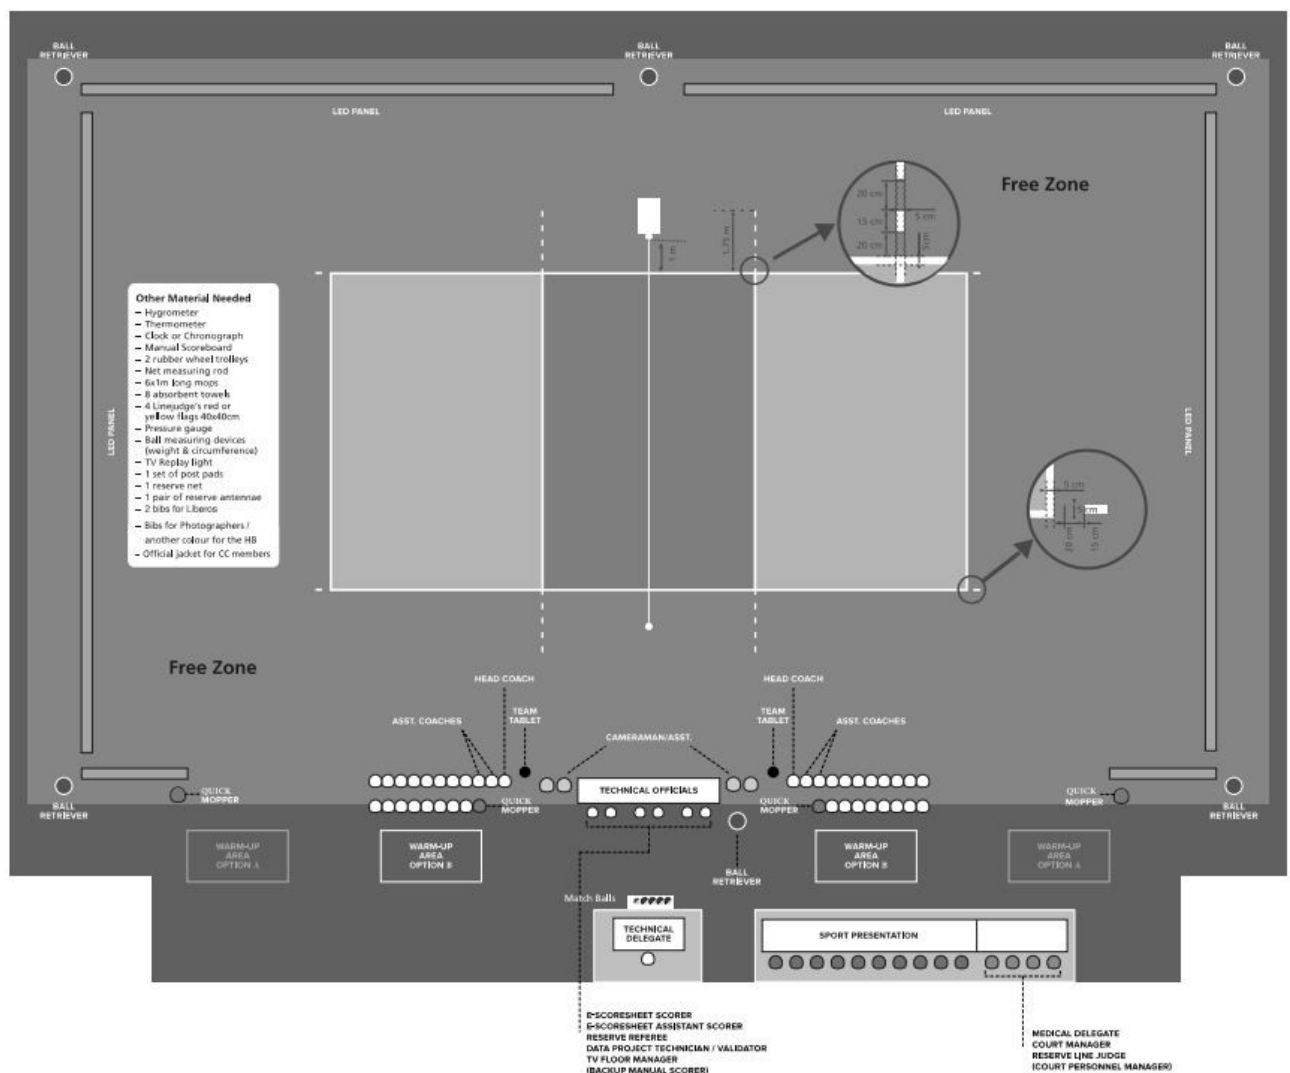 BALL
RETRIEVER
BALL
RETRIEVER
BALL
RETRIEVER
LED PANEL
LED PANEL
Free Zone
20 cm
15 cm
5 cm
20 cm
5cm
1 m
1,75 m
Other Material Needed
– Hygrometer
– Thermometer
– Clock or Chronograph
– Manual Scoreboard
– 2 rubber wheel trolleys
– Net measuring rod
– 6x1m long mops
– 8 absorbent towels
– 4 Linejudge's red or
yellow flags 40x40cm
– Pressure gauge
– Ball measuring devices
(weight & circumference)
– TV Replay light
– 1 set of post pads
– 1 reserve net
– 1 pair of reserve antennae
– 2 bibs for Liberos
– Bibs for Photographers /
another colour for the HB
– Official jacket for CC members
LED PANEL
LED PANEL
5 cm
5 cm
20 cm
15 cm
Free Zone
HEAD COACH
HEAD COACH
ASST. COACHES
TEAM
TABLET
CAMERAMAN/ASST.
TEAM
TABLET
ASST. COACHES
BALL
RETRIEVER
QUICK
MOPPER
QUICK
MOPPER
TECHNICAL OFFICIALS
QUICK
MOPPER
QUICK
MOPPER
BALL
RETRIEVER
WARM-UP
AREA
OPTION A
WARM-UP
AREA
OPTION B
BALL
RETRIEVER
WARM-UP
AREA
OPTION B
WARM-UP
AREA
OPTION A
Match Balls
TECHNICAL
DELEGATE
SPORT PRESENTATION
E-SCORESHEET SCORER
E-SCORESHEET ASSISTANT SCORER
RESERVE REFEREE
DATA PROJECT TECHNICIAN / VALIDATOR
TV FLOOR MANAGER
(BACKUP MANUAL SCORER)
MEDICAL DELEGATE
COURT MANAGER
RESERVE LINE JUDGE
(COURT PERSONNEL MANAGER)